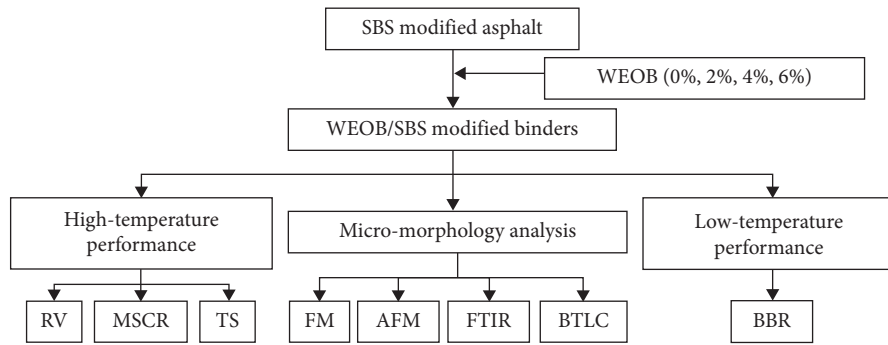 SBS modified asphalt
WEOB (0%, 2%, 4%, 6%)
WEOB/SBS modified binders
High-temperature
performance
Micro-morphology analysis
Low-temperature
performance
RV
MSCR
TS
FM
AFM
FTIR
BTLC
BBR